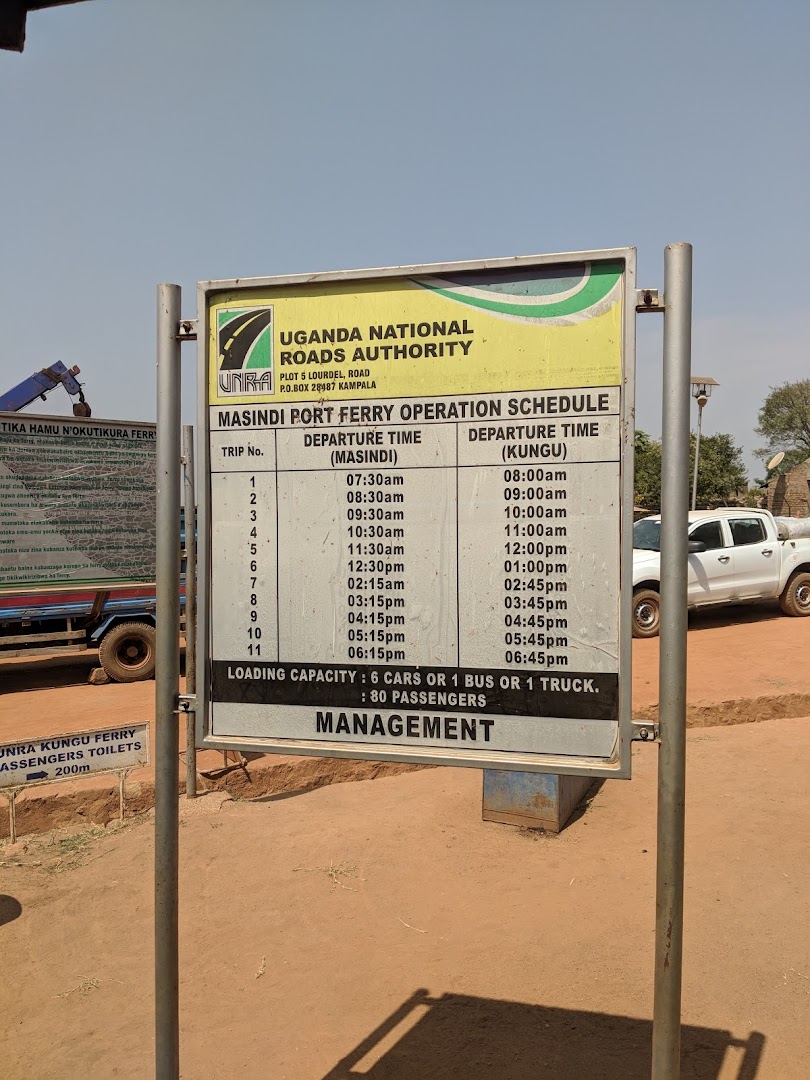 UGANDA NATIONAL
ROADS AUTHORITY
PLOT 5 LOURDEL, ROAD
P.O.BOX 28487 KAMPALA
UNRA
MASINDI PORT FERRY OPERATION SCHEDULE
TRIP No. DEPARTURE TIME (MASINDI) DEPARTURE TIME (KUNGU)
1 07:30am 08:00am
2 08:30am 09:00am
3 09:30am 10:00am
4 10:30am 11:00am
5 11:30am 12:00pm
6 12:30pm 01:00pm
7 02:15am 02:45pm
8 03:15pm 03:45pm
9 04:15pm 04:45pm
10 05:15pm 05:45pm
11 06:15pm 06:45pm
LOADING CAPACITY : 6 CARS OR 1 BUS OR 1 TRUCK.
: 80 PASSENGERS
MANAGEMENT
TIKA HAMU N'OKUTIKURA FERRY
UNRA KUNGU FERRY
PASSENGERS TOILETS
200m